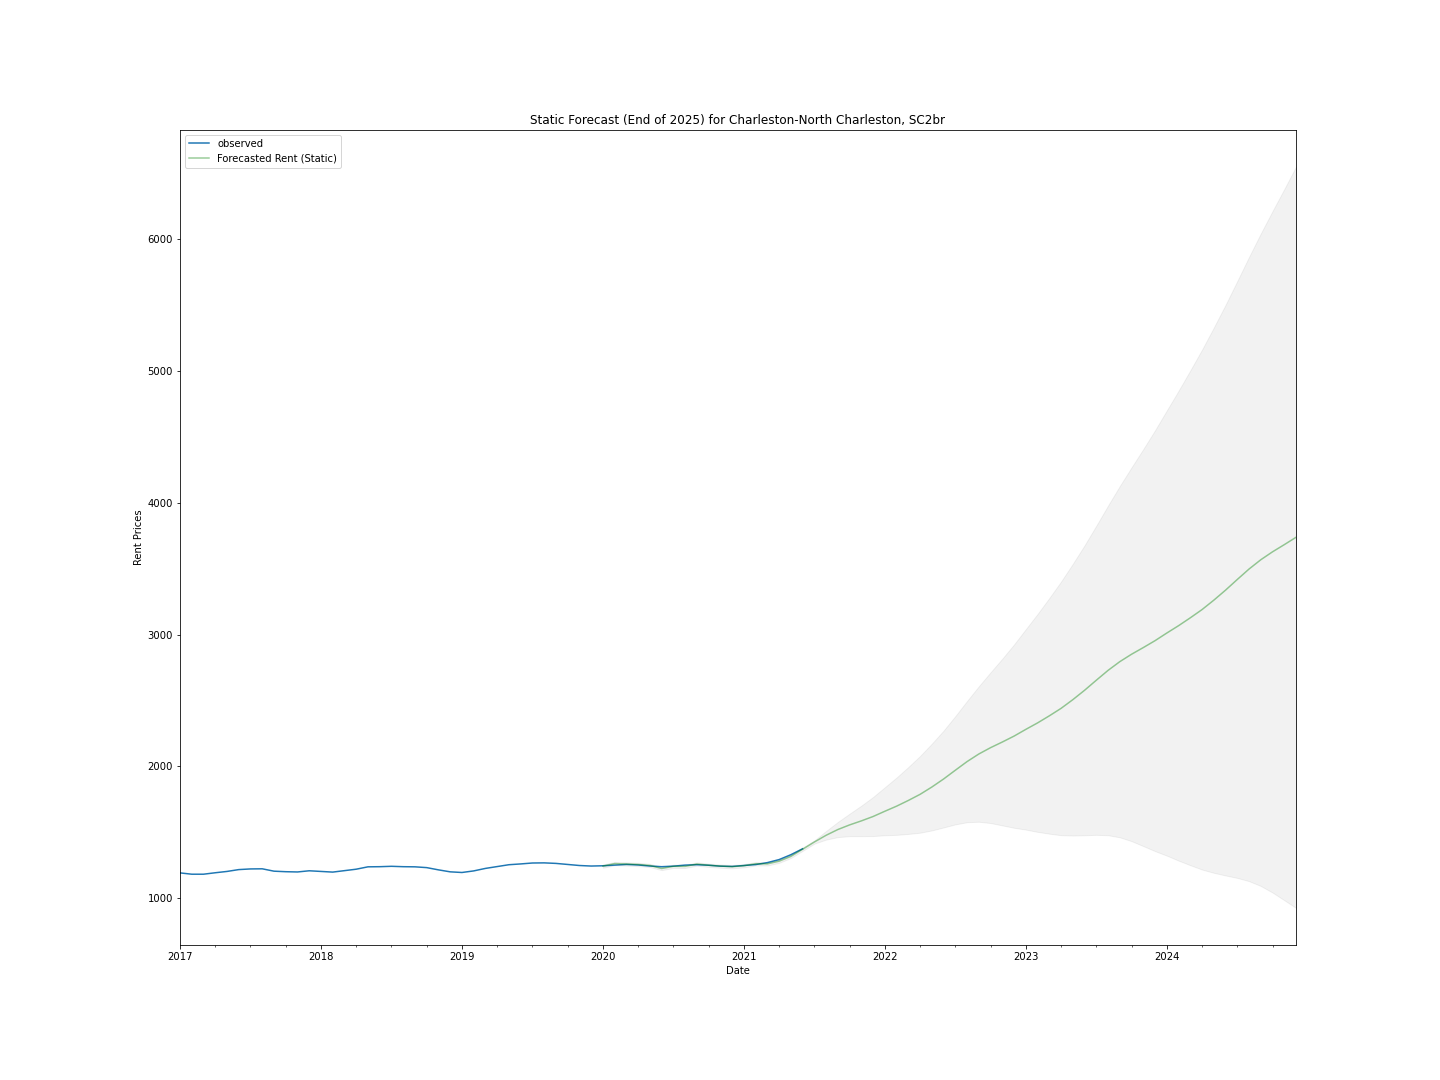 Static Forecast (End of 2025) for Charleston-North Charleston, SC2br
observed
Forecasted Rent (Static)
6000
5000
4000
3000
2000
1000
Rent Prices
2017 2018 2019 2020 2021 2022 2023 2024
Date